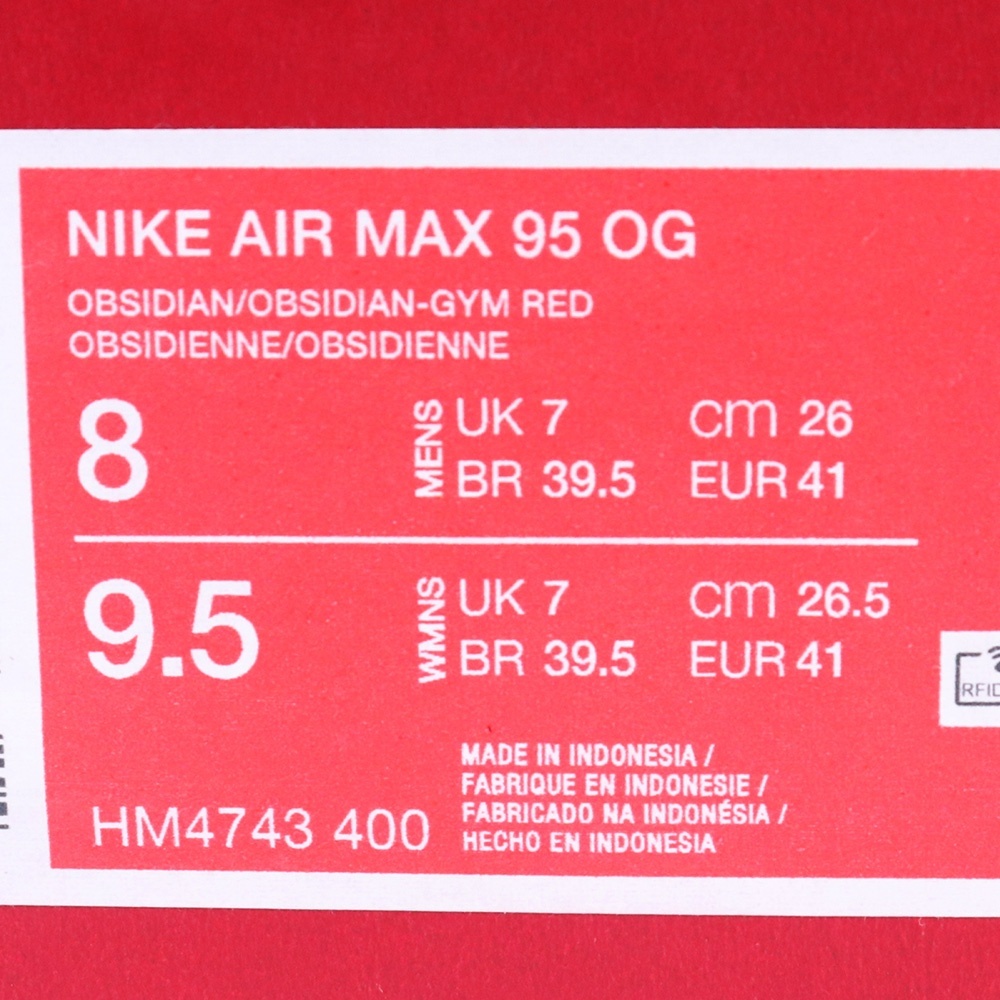 NIKE AIR MAX 95 OG
OBSIDIAN/OBSIDIAN-GYM RED
OBSIDIENNE/OBSIDIENNE
8 MENS UK 7 cm 26
BR 39.5 EUR 41
9.5 WMNS UK 7 cm 26.5
BR 39.5 EUR 41
RFID
MADE IN INDONESIA /
FABRIQUE EN INDONESIE /
FABRICADO NA INDONÉSIA /
HECHO EN INDONESIA
HM4743 400